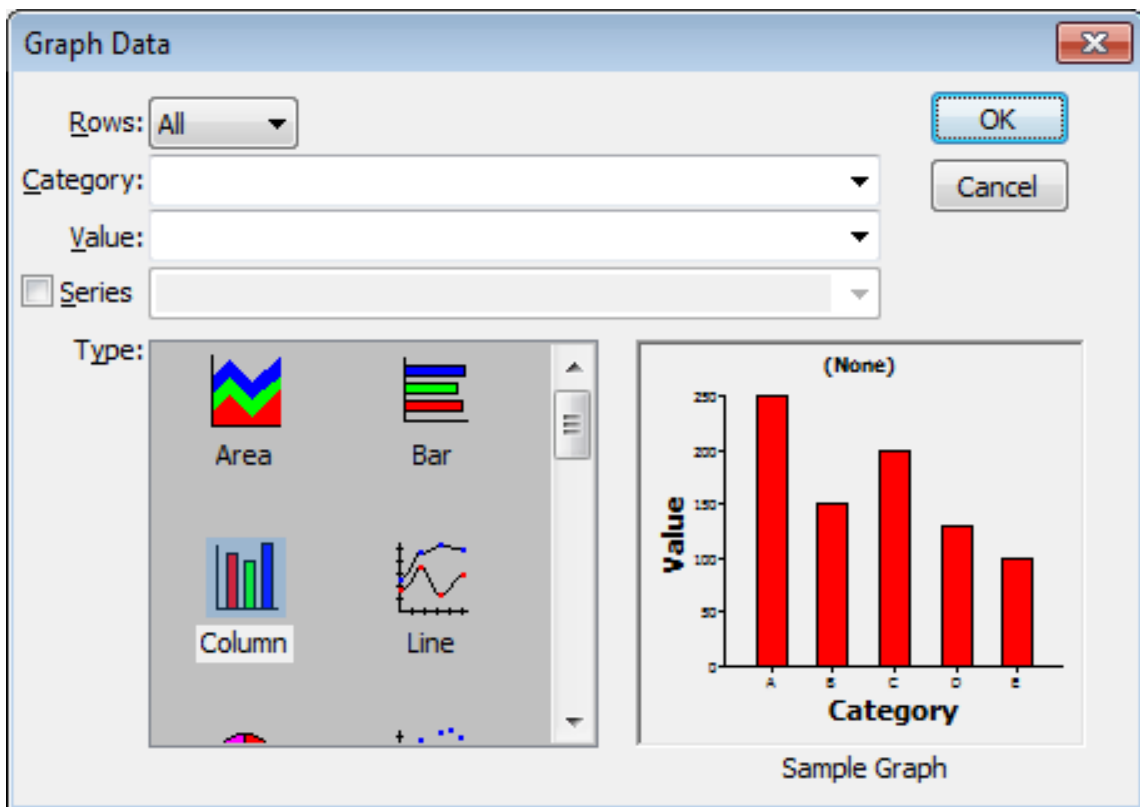 Graph Data
Rows: All
OK
Category:
Cancel
Value:
Series
Type:
Area
Bar
Column
Line
(None)
250
200
150
100
50
0
Value
A B C D E
Category
Sample Graph